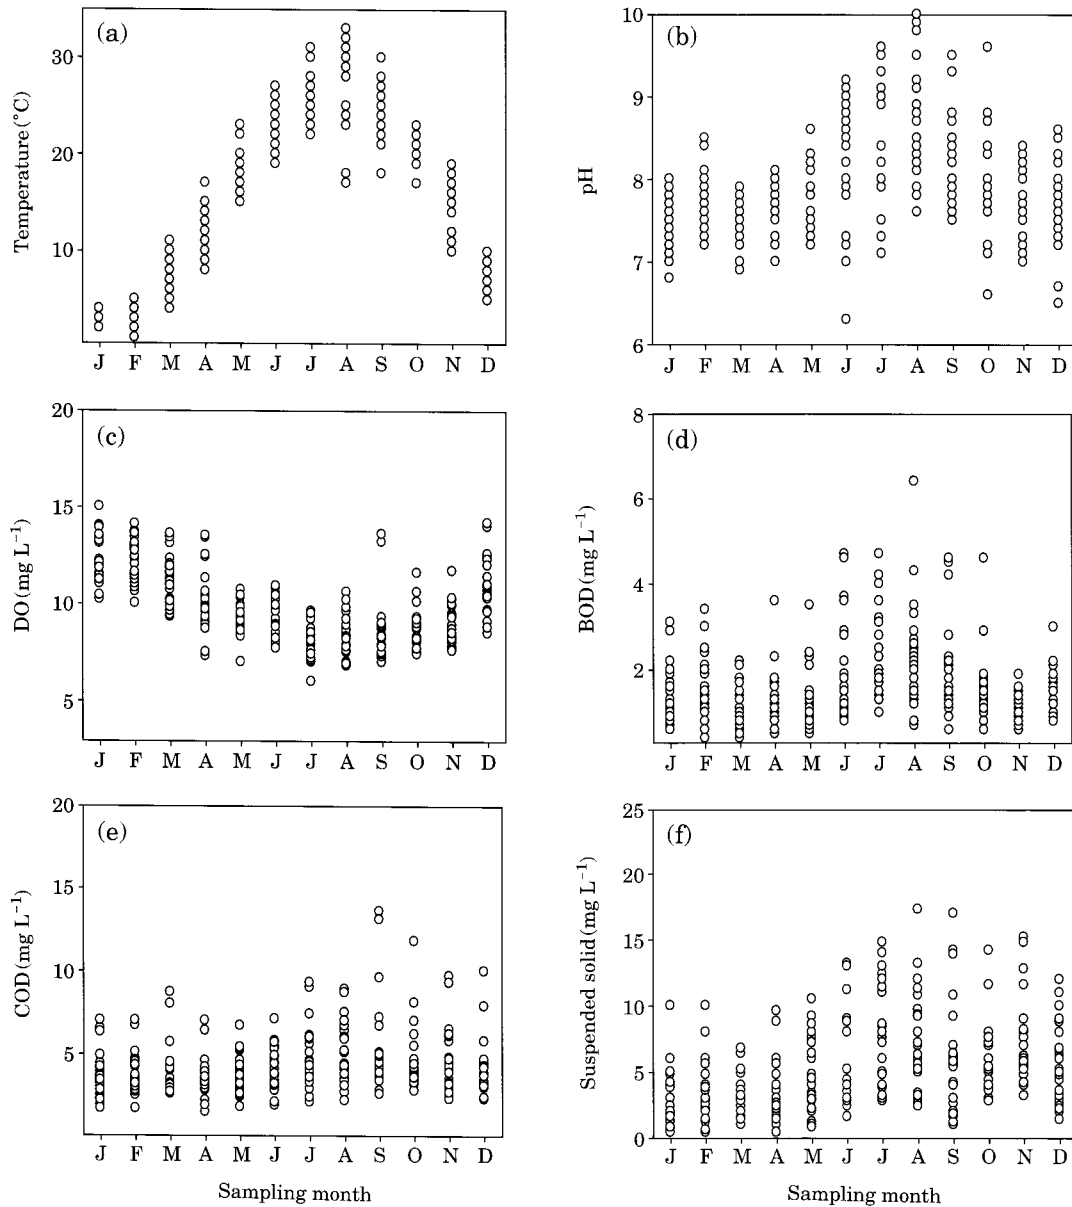 (a)
Temperature (°C)
30
20
10
J F M A M J J A S O N D
(b)
pH
10
9
8
7
6
J F M A M J J A S O N D
(c)
DO (mg L⁻¹)
20
15
10
5
J F M A M J J A S O N D
(d)
BOD (mg L⁻¹)
8
6
4
2
J F M A M J J A S O N D
(e)
COD (mg L⁻¹)
20
15
10
5
J F M A M J J A S O N D
Sampling month
(f)
Suspended solid (mg L⁻¹)
25
20
15
10
5
0
J F M A M J J A S O N D
Sampling month